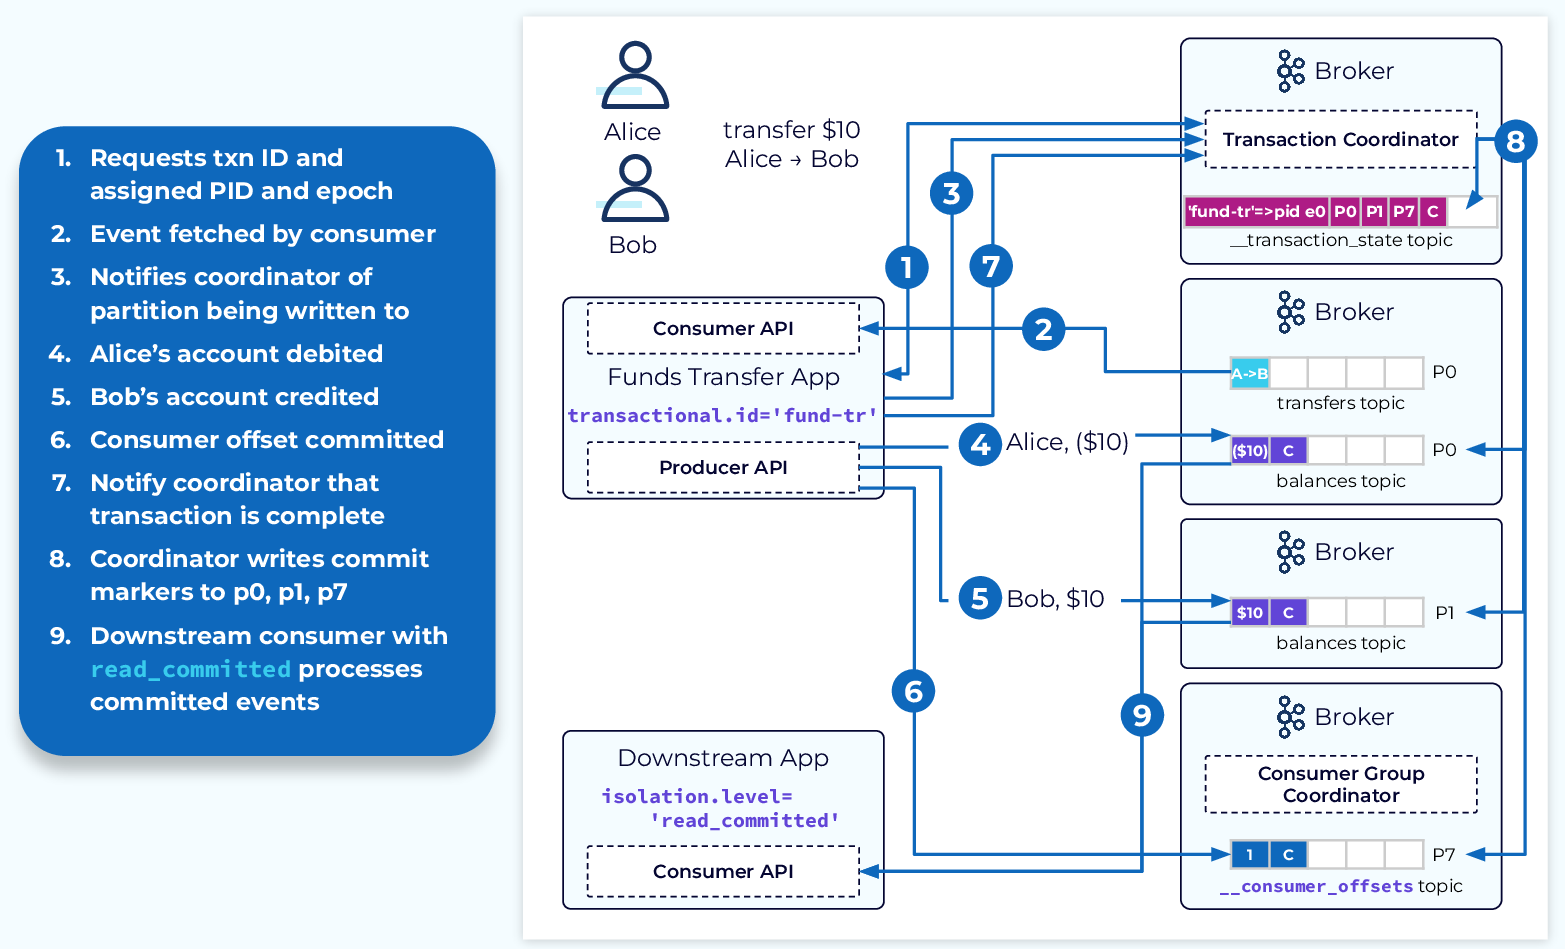 1. Requests txn ID and
assigned PID and epoch
2. Event fetched by consumer
3. Notifies coordinator of
partition being written to
4. Alice’s account debited
5. Bob’s account credited
6. Consumer offset committed
7. Notify coordinator that
transaction is complete
8. Coordinator writes commit
markers to p0, p1, p7
9. Downstream consumer with
read_committed processes
committed events
Alice
Bob
transfer $10
Alice → Bob
1
3
7
2
Consumer API
Funds Transfer App
transactional.id='fund-tr'
Producer API
4 Alice, ($10)
5 Bob, $10
6
9
Downstream App
isolation.level=
'read_committed'
Consumer API
Broker
Transaction Coordinator
8
'fund-tr'=>pid e0 P0 P1 P7 C
__transaction_state topic
Broker
A->B P0
transfers topic
($10) C P0
balances topic
Broker
$10 C P1
balances topic
Broker
Consumer Group
Coordinator
1 C P7
__consumer_offsets topic